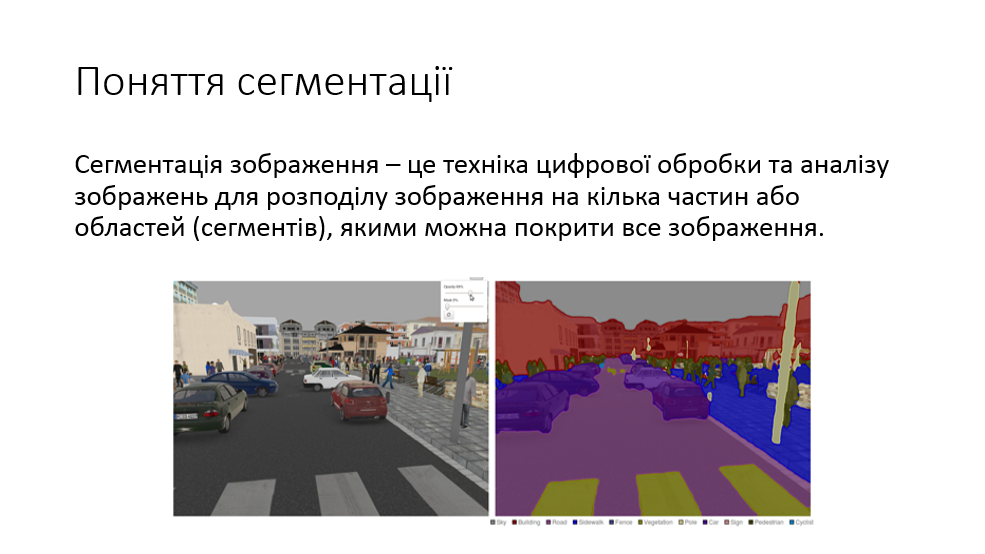 Поняття сегментації
Сегментація зображення – це техніка цифрової обробки та аналізу
зображень для розподілу зображення на кілька частин або
областей (сегментів), якими можна покрити все зображення.
Sky Building Road Sidewalk Fence Vegetation Pole Car Sign Pedestrian Cyclist